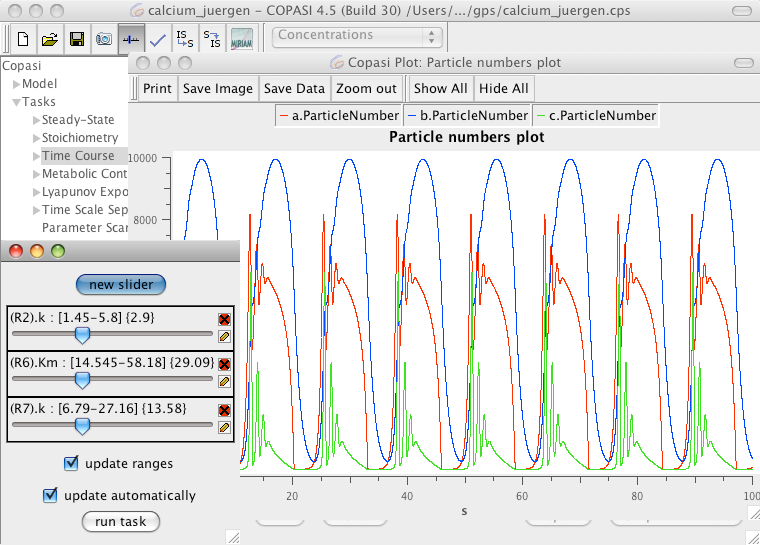 calcium_juergen – COPASI 4.5 (Build 30) /Users/.../gps/calcium_juergen.cps
IS→S
S→IS
MIRIAM
Concentrations
Copasi
Model
Tasks
Steady-State
Stoichiometry
Time Course
Metabolic Cont
Lyapunov Expo
Time Scale Sep
Parameter Scan
Copasi Plot: Particle numbers plot
Print Save Image Save Data Zoom out Show All Hide All
a.ParticleNumber b.ParticleNumber c.ParticleNumber
Particle numbers plot
10000
8000
20 40 60 80 100
s
new slider
(R2).k : [1.45–5.8] {2.9}
(R6).Km : [14.545–58.18] {29.09}
(R7).k : [6.79–27.16] {13.58}
update ranges
update automatically
run task